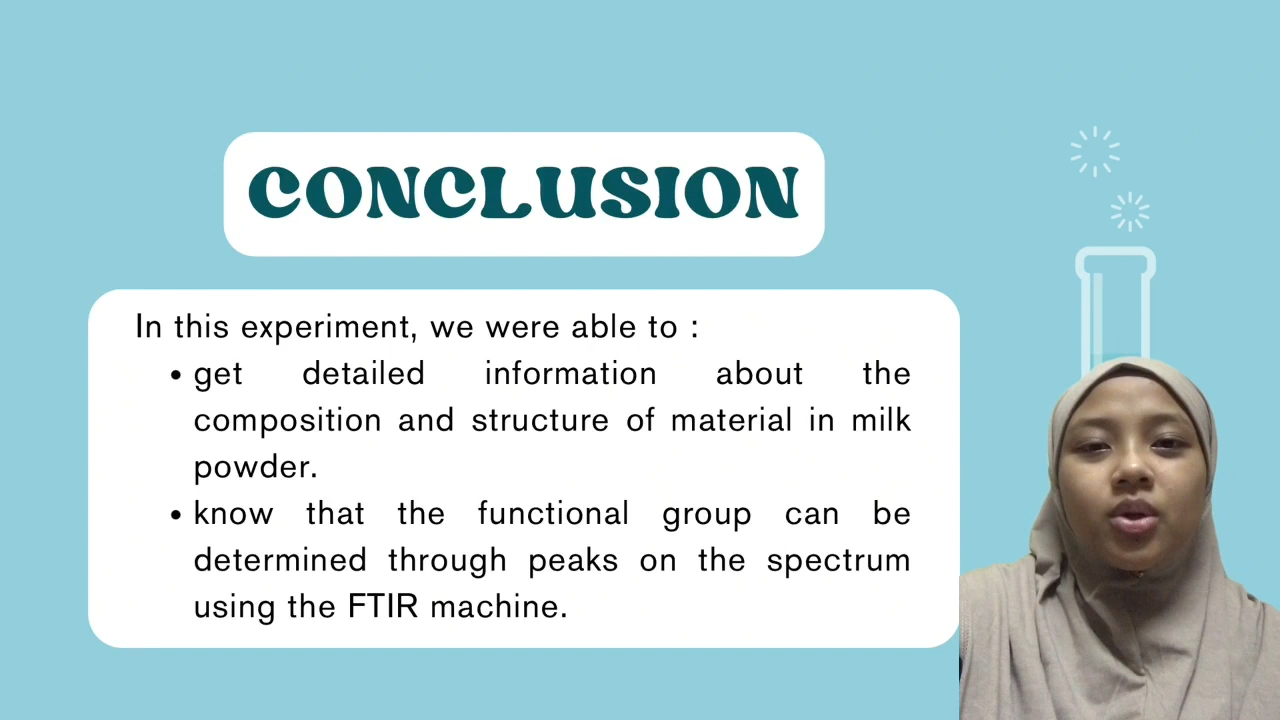 CONCLUSION
In this experiment, we were able to :
• get detailed information about the
composition and structure of material in milk
powder.
• know that the functional group can be
determined through peaks on the spectrum
using the FTIR machine.